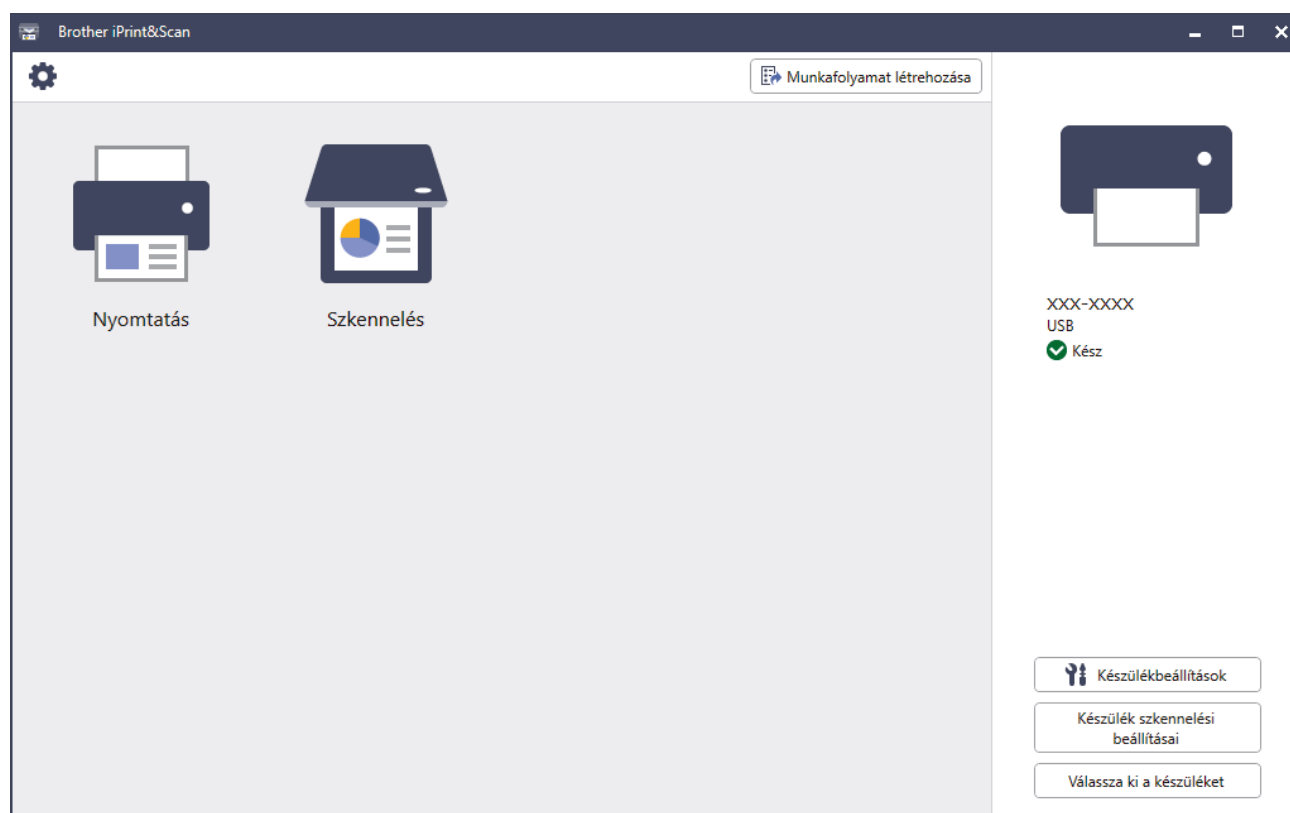 Brother iPrint&Scan
Munkafolyamat létrehozása
Nyomtatás
Szkennelés
XXX-XXXX
USB
Kész
Készülékbeállítások
Készülék szkennelési
beállításai
Válassza ki a készüléket